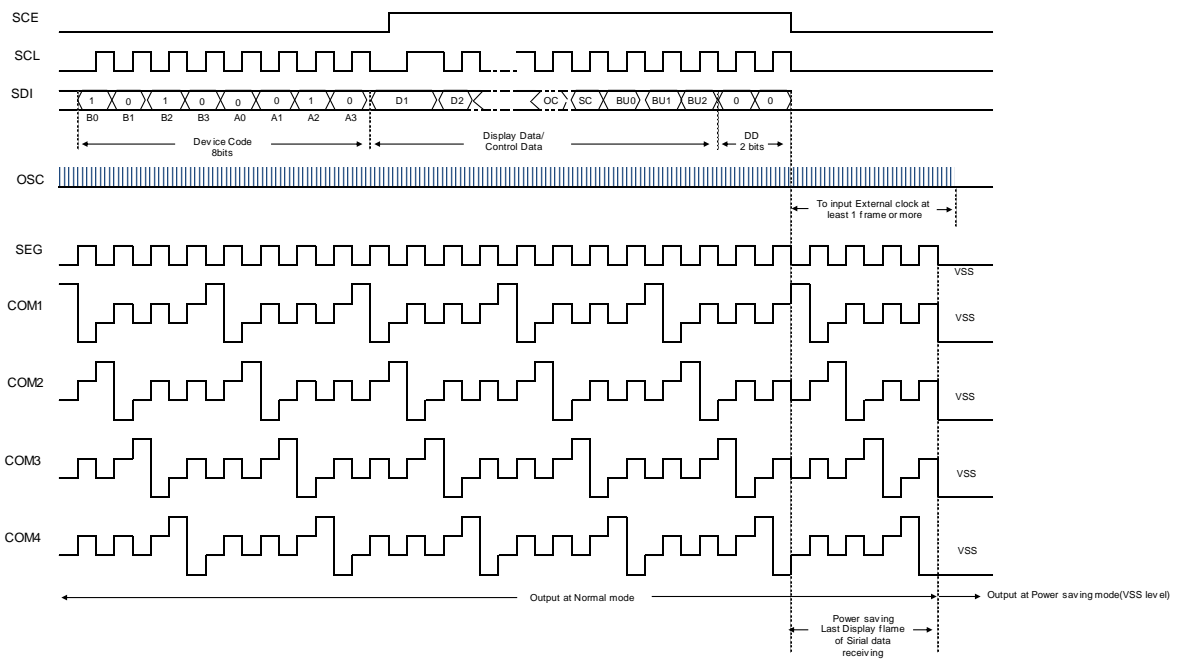 SCE
SCL
SDI
1 0 1 0 0 0 1 0 D1 D2 OC SC BU0 BU1 BU2 0 0
B0 B1 B2 B3 A0 A1 A2 A3
Device Code
8bits
Display Data/
Control Data
DD
2 bits
OSC
To input External clock at
least 1 frame or more
SEG
VSS
COM1
VSS
COM2
VSS
COM3
VSS
COM4
VSS
Output at Normal mode
Output at Power saving mode(VSS level)
Power saving
Last Display flame
of Sirial data
receiving